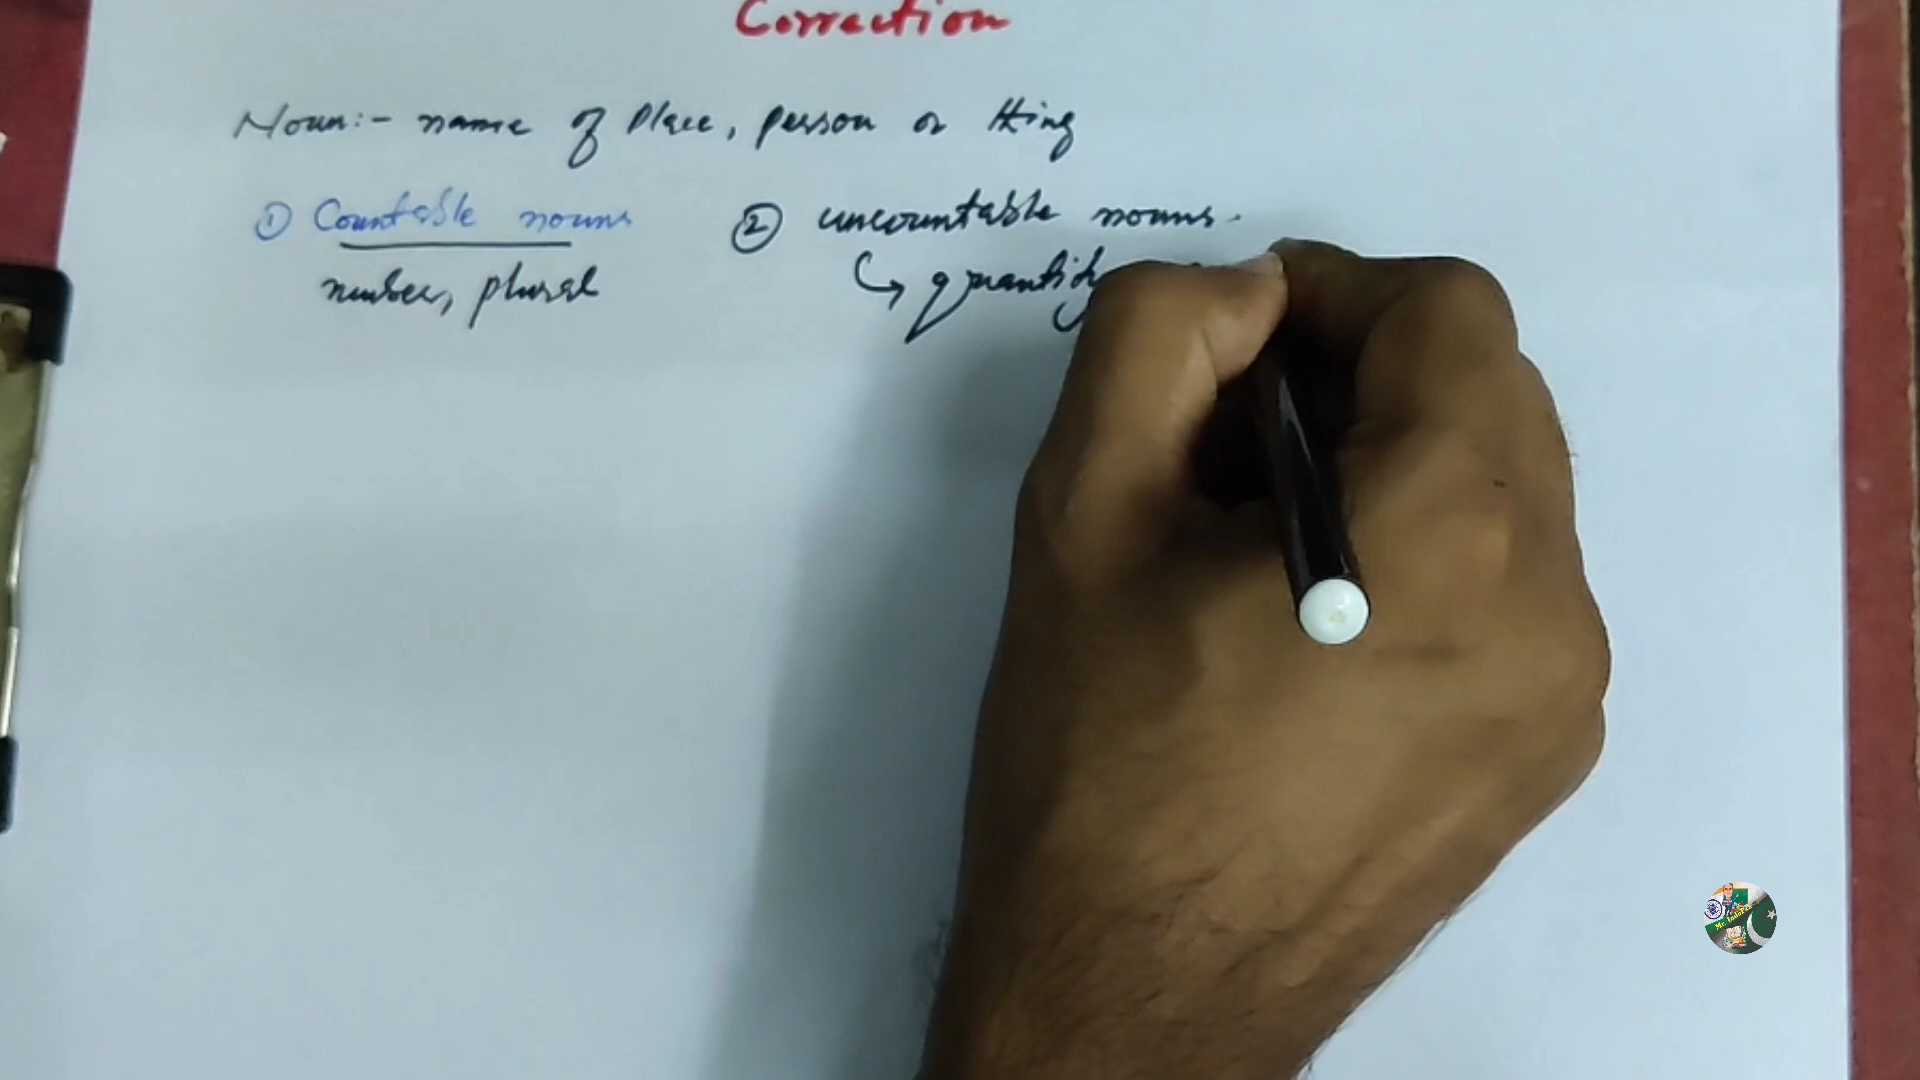 Correction
Noun:- name of Place, person or thing
① Countable nouns ② uncountable nouns.
number, plural ↳ quantity